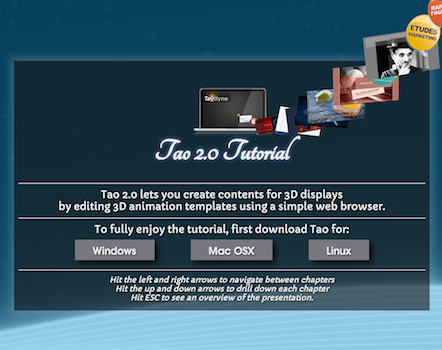 ETUDES
MARKETING
Taodyne
Tao 2.0 Tutorial
Tao 2.0 lets you create contents for 3D displays
by editing 3D animation templates using a simple web browser.
To fully enjoy the tutorial, first download Tao for:
Windows
Mac OSX
Linux
Hit the left and right arrows to navigate between chapters
Hit the up and down arrows to drill down each chapter
Hit ESC to see an overview of the presentation.